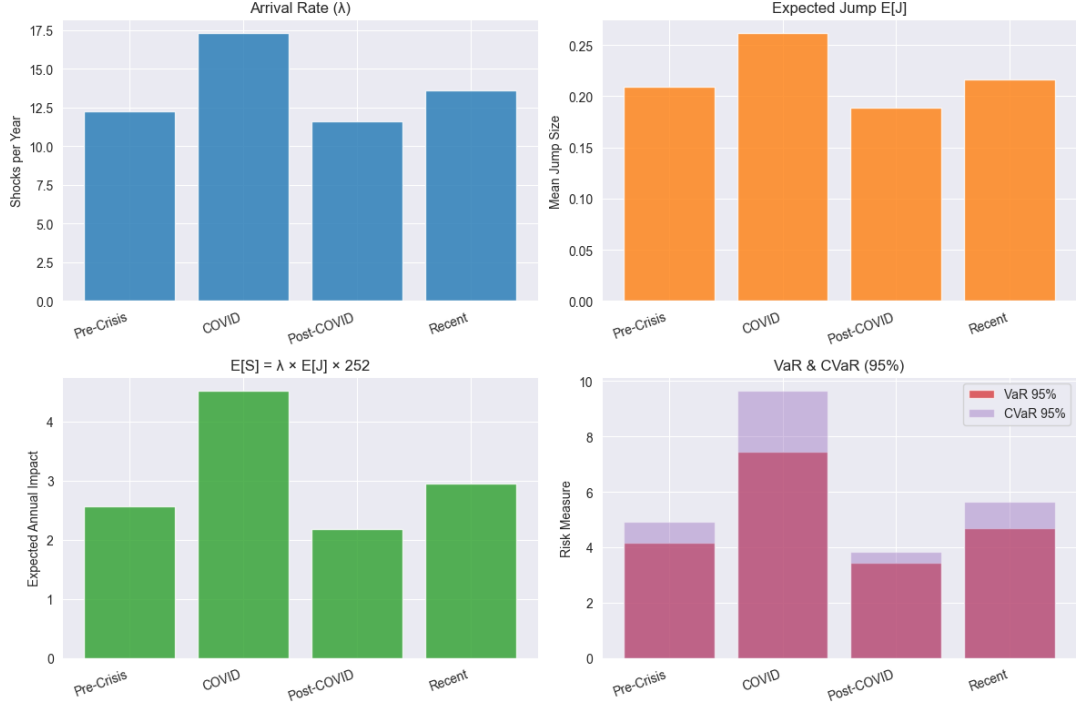 Arrival Rate (λ)
Shocks per Year
17.5
15.0
12.5
10.0
7.5
5.0
2.5
0.0
Pre-Crisis
COVID
Post-COVID
Recent
Expected Jump E[J]
Mean Jump Size
0.25
0.20
0.15
0.10
0.05
0.00
Pre-Crisis
COVID
Post-COVID
Recent
E[S] = λ × E[J] × 252
Expected Annual Impact
4
3
2
1
0
Pre-Crisis
COVID
Post-COVID
Recent
VaR & CVaR (95%)
Risk Measure
10
8
6
4
2
0
VaR 95%
CVaR 95%
Pre-Crisis
COVID
Post-COVID
Recent